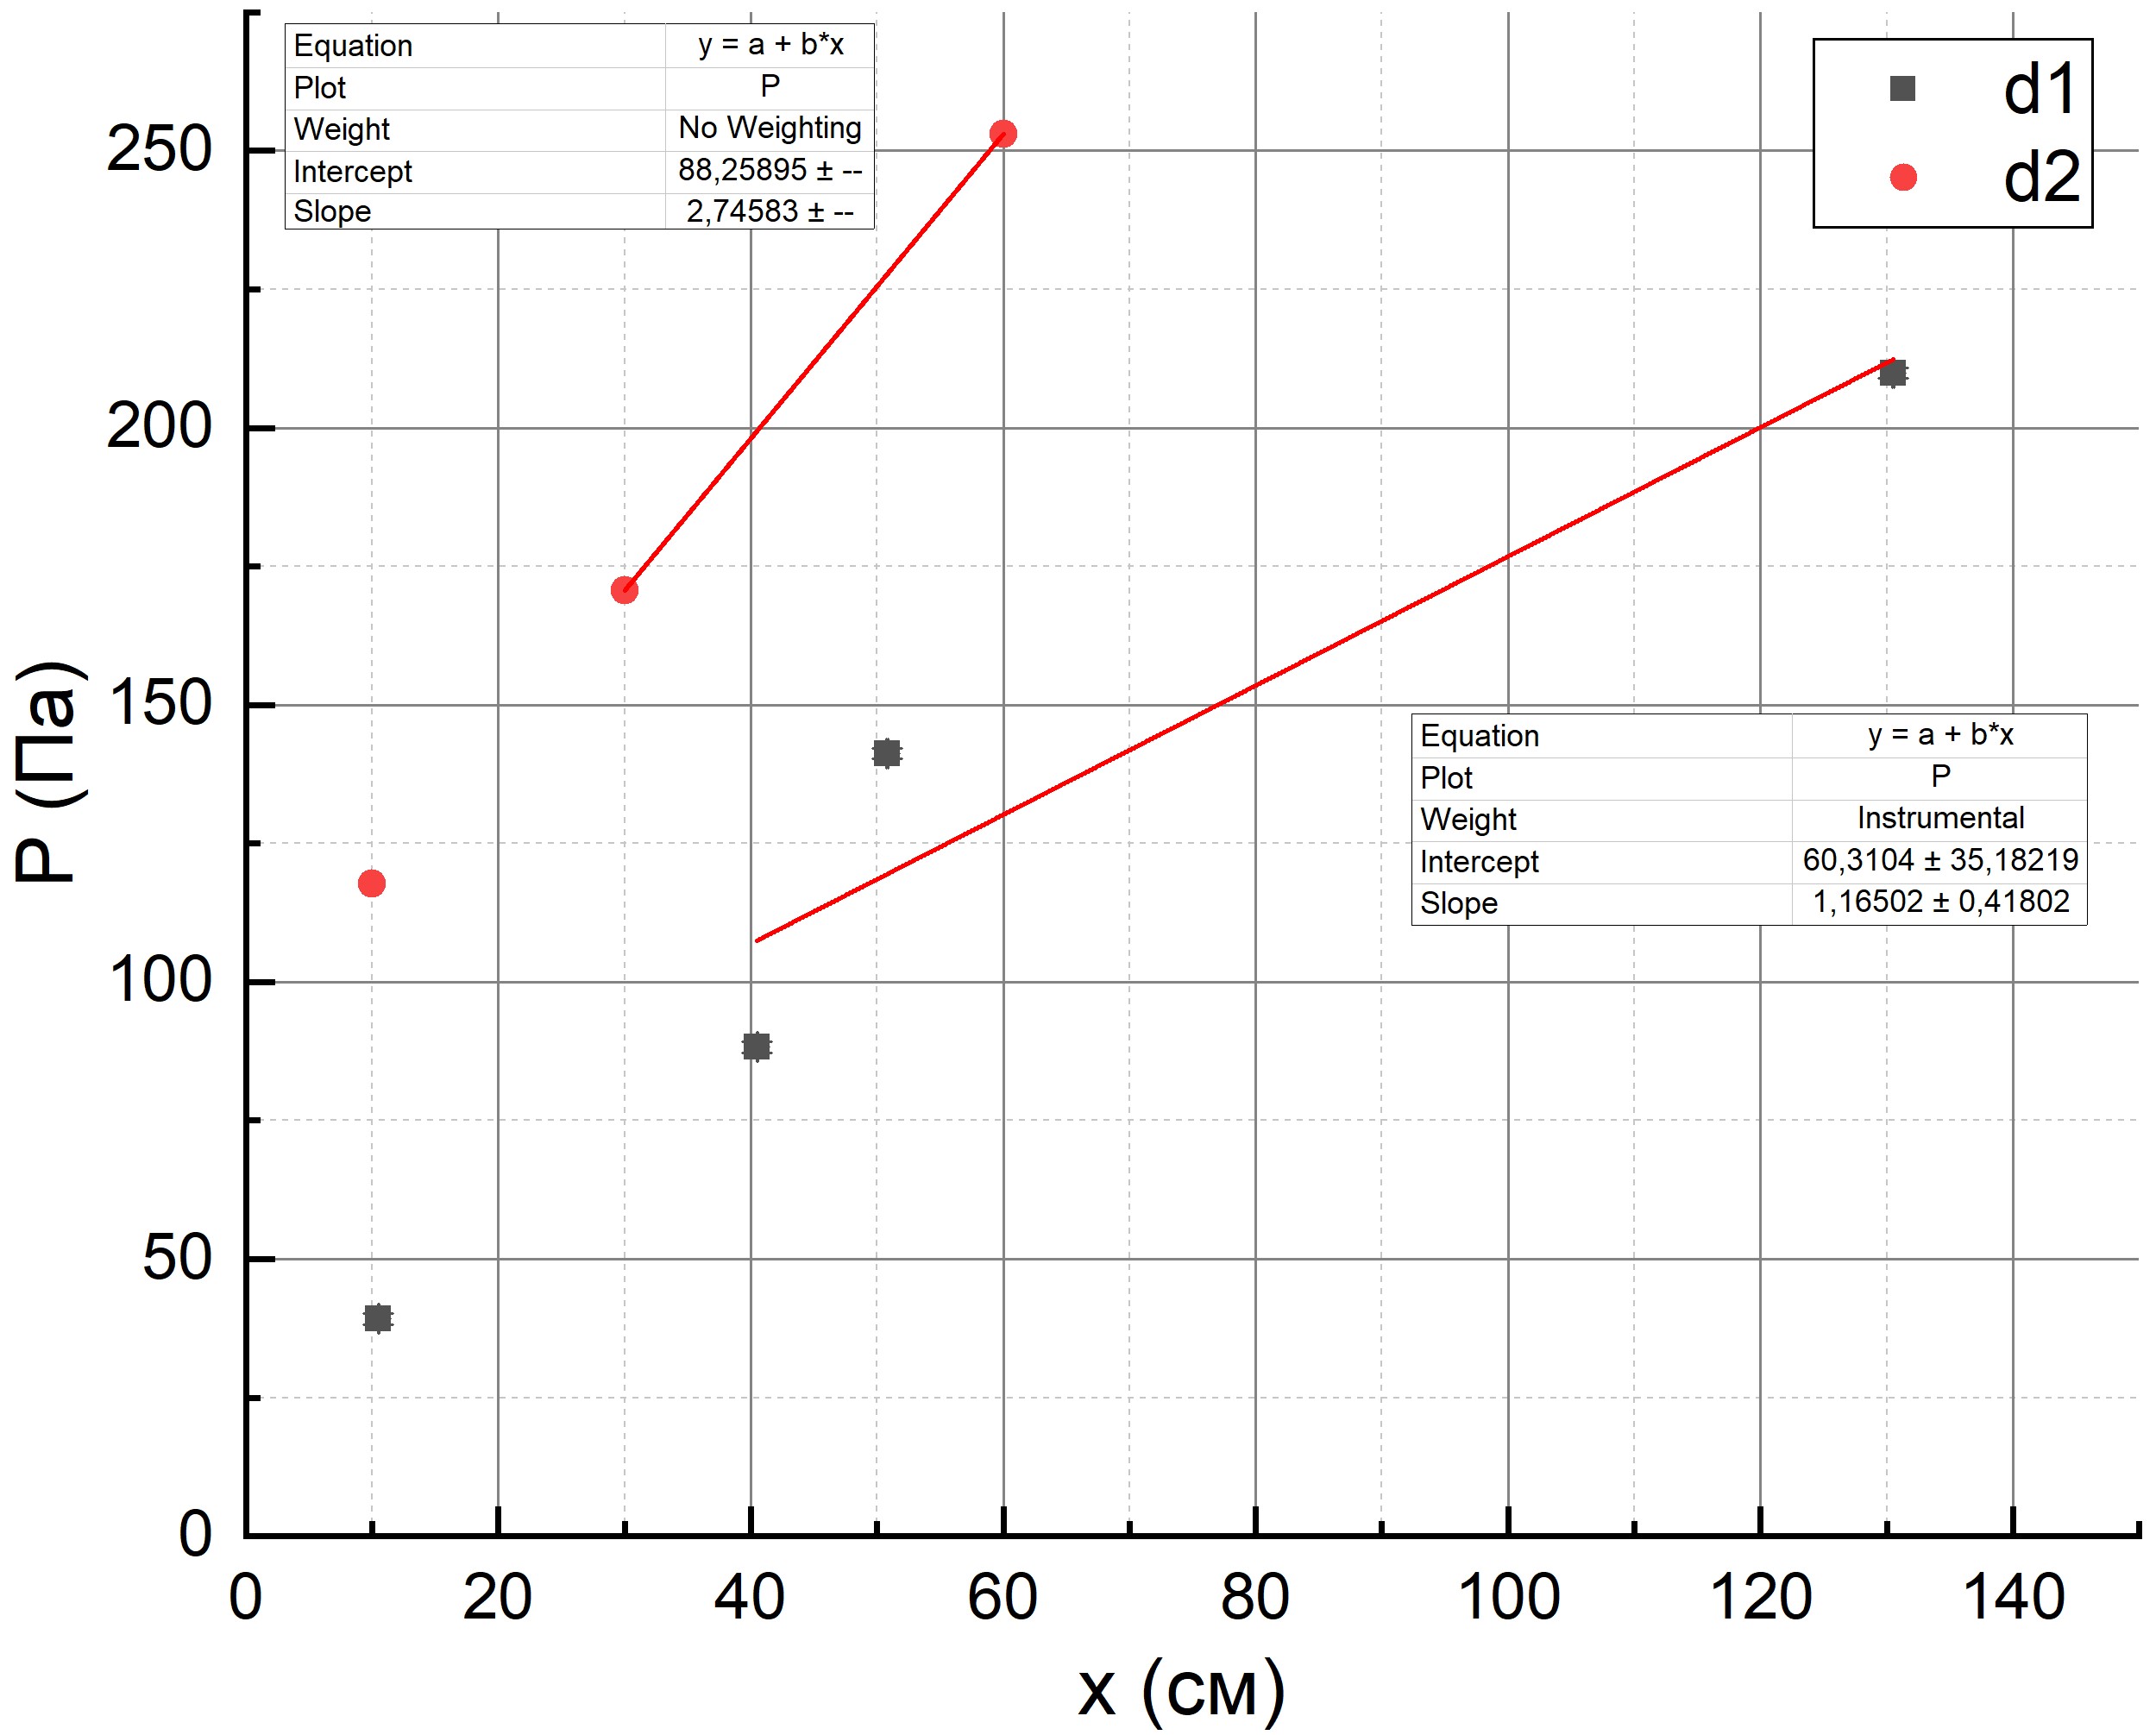 Equation y = a + b*x
Plot P
Weight No Weighting
Intercept 88,25895 ± --
Slope 2,74583 ± --
d1
d2
250
200
150
100
50
0
P (Па)
Equation y = a + b*x
Plot P
Weight Instrumental
Intercept 60,3104 ± 35,18219
Slope 1,16502 ± 0,41802
0 20 40 60 80 100 120 140
x (см)